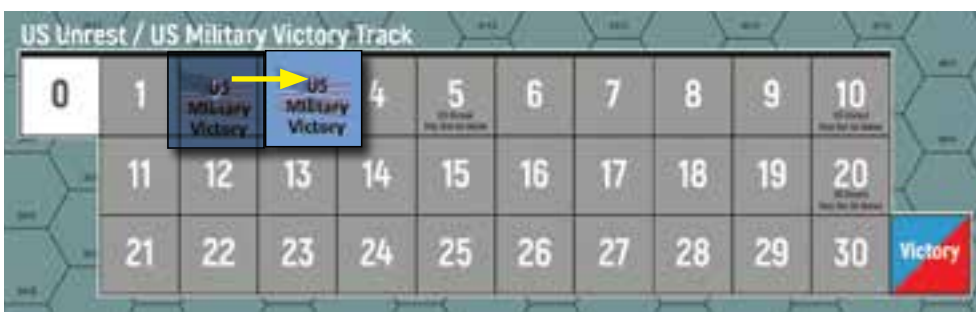 US Unrest / US Military Victory Track
0 1 US Military Victory US Military Victory 4 5 6 7 8 9 10
11 12 13 14 15 16 17 18 19 20
21 22 23 24 25 26 27 28 29 30 Victory